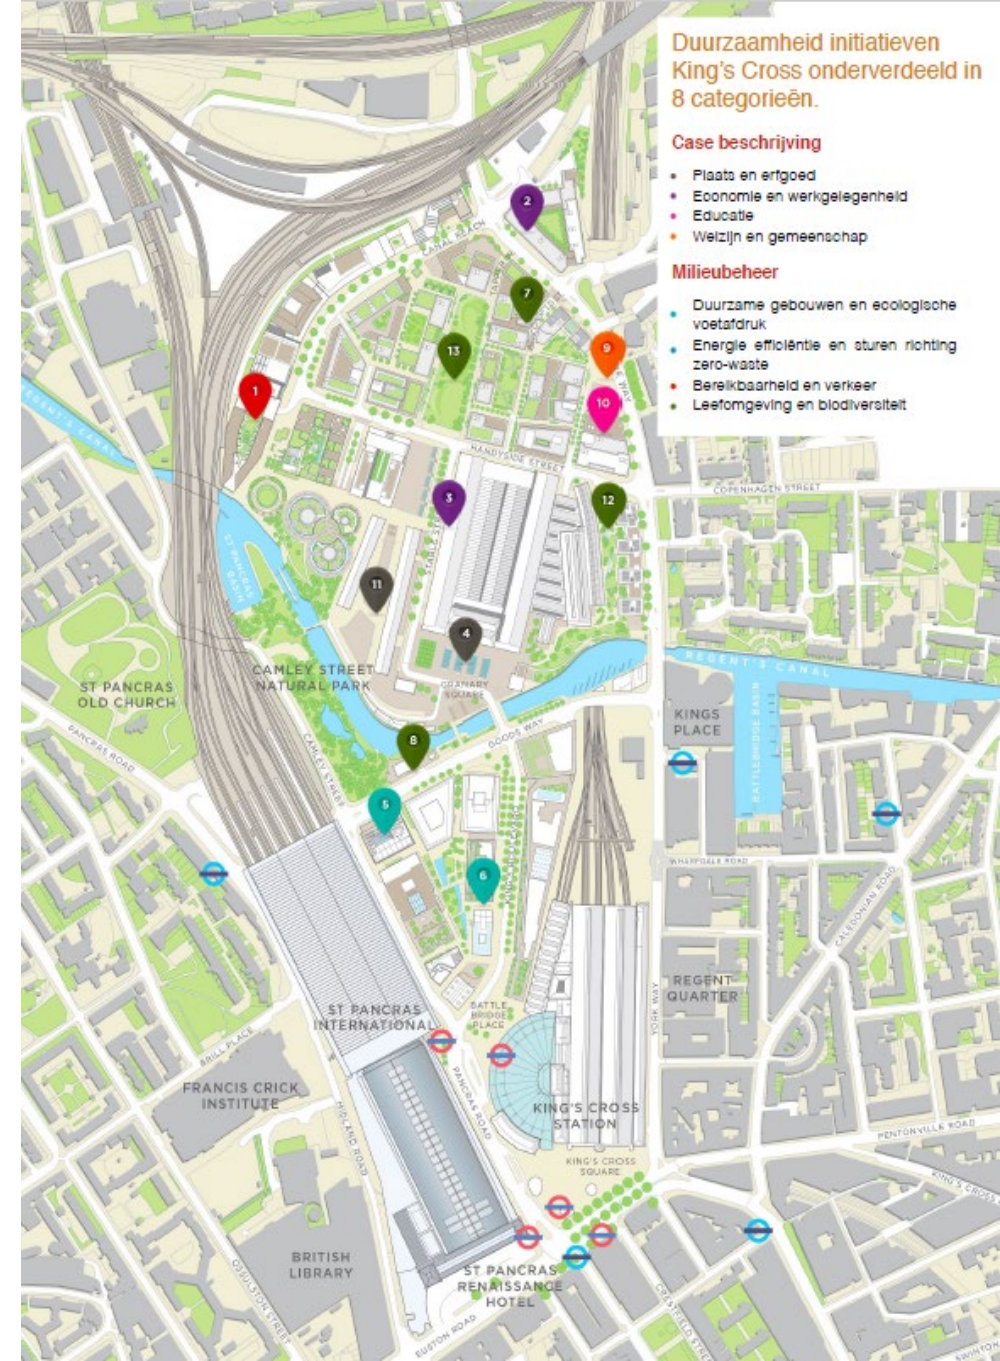 Duurzaamheid initiatieven
King's Cross onderverdeeld in
8 categorieën.
Case beschrijving
Plaats en erfgoed
Economie en werkgelegenheid
Educatie
Welzijn en gemeenschap
Milieubeheer
Duurzame gebouwen en ecologische
voetafdruk
Energie efficiëntie en sturen richting
zero-waste
Bereikbaarheid en verkeer
Leefomgeving en biodiversiteit
2
CANAL REACH
7
13
9
WAY
1
10
HANDYSIDE STREET
COPENHAGEN STREET
REGENT'S CANAL
3
12
ST PANCRAS
BASIN
11
4
CAMLEY STREET
NATURAL PARK
GRANARY
SQUARE
REGENT'S CANAL
ST PANCRAS
OLD CHURCH
KINGS
PLACE
BATTLEBRIDGE BASIN
PANCRAS ROAD
CAMLEY STREET
8
GOODS WAY
5
6
WHARFDALE ROAD
CALEDONIAN ROAD
REGENT
QUARTER
YORK WAY
ST PANCRAS
INTERNATIONAL
BATTLE
BRIDGE
PLACE
BRILL PLACE
PANCRAS ROAD
FRANCIS CRICK
INSTITUTE
MIDLAND ROAD
KING'S CROSS
STATION
PENTONVILLE ROAD
KING'S CROSS
SQUARE
KING'S CROSS
BRITISH
LIBRARY
OSSULSTON STREET
ST PANCRAS
RENAISSANCE
HOTEL
EUSTON ROAD
CRESTFIELD STREET
SWINTON